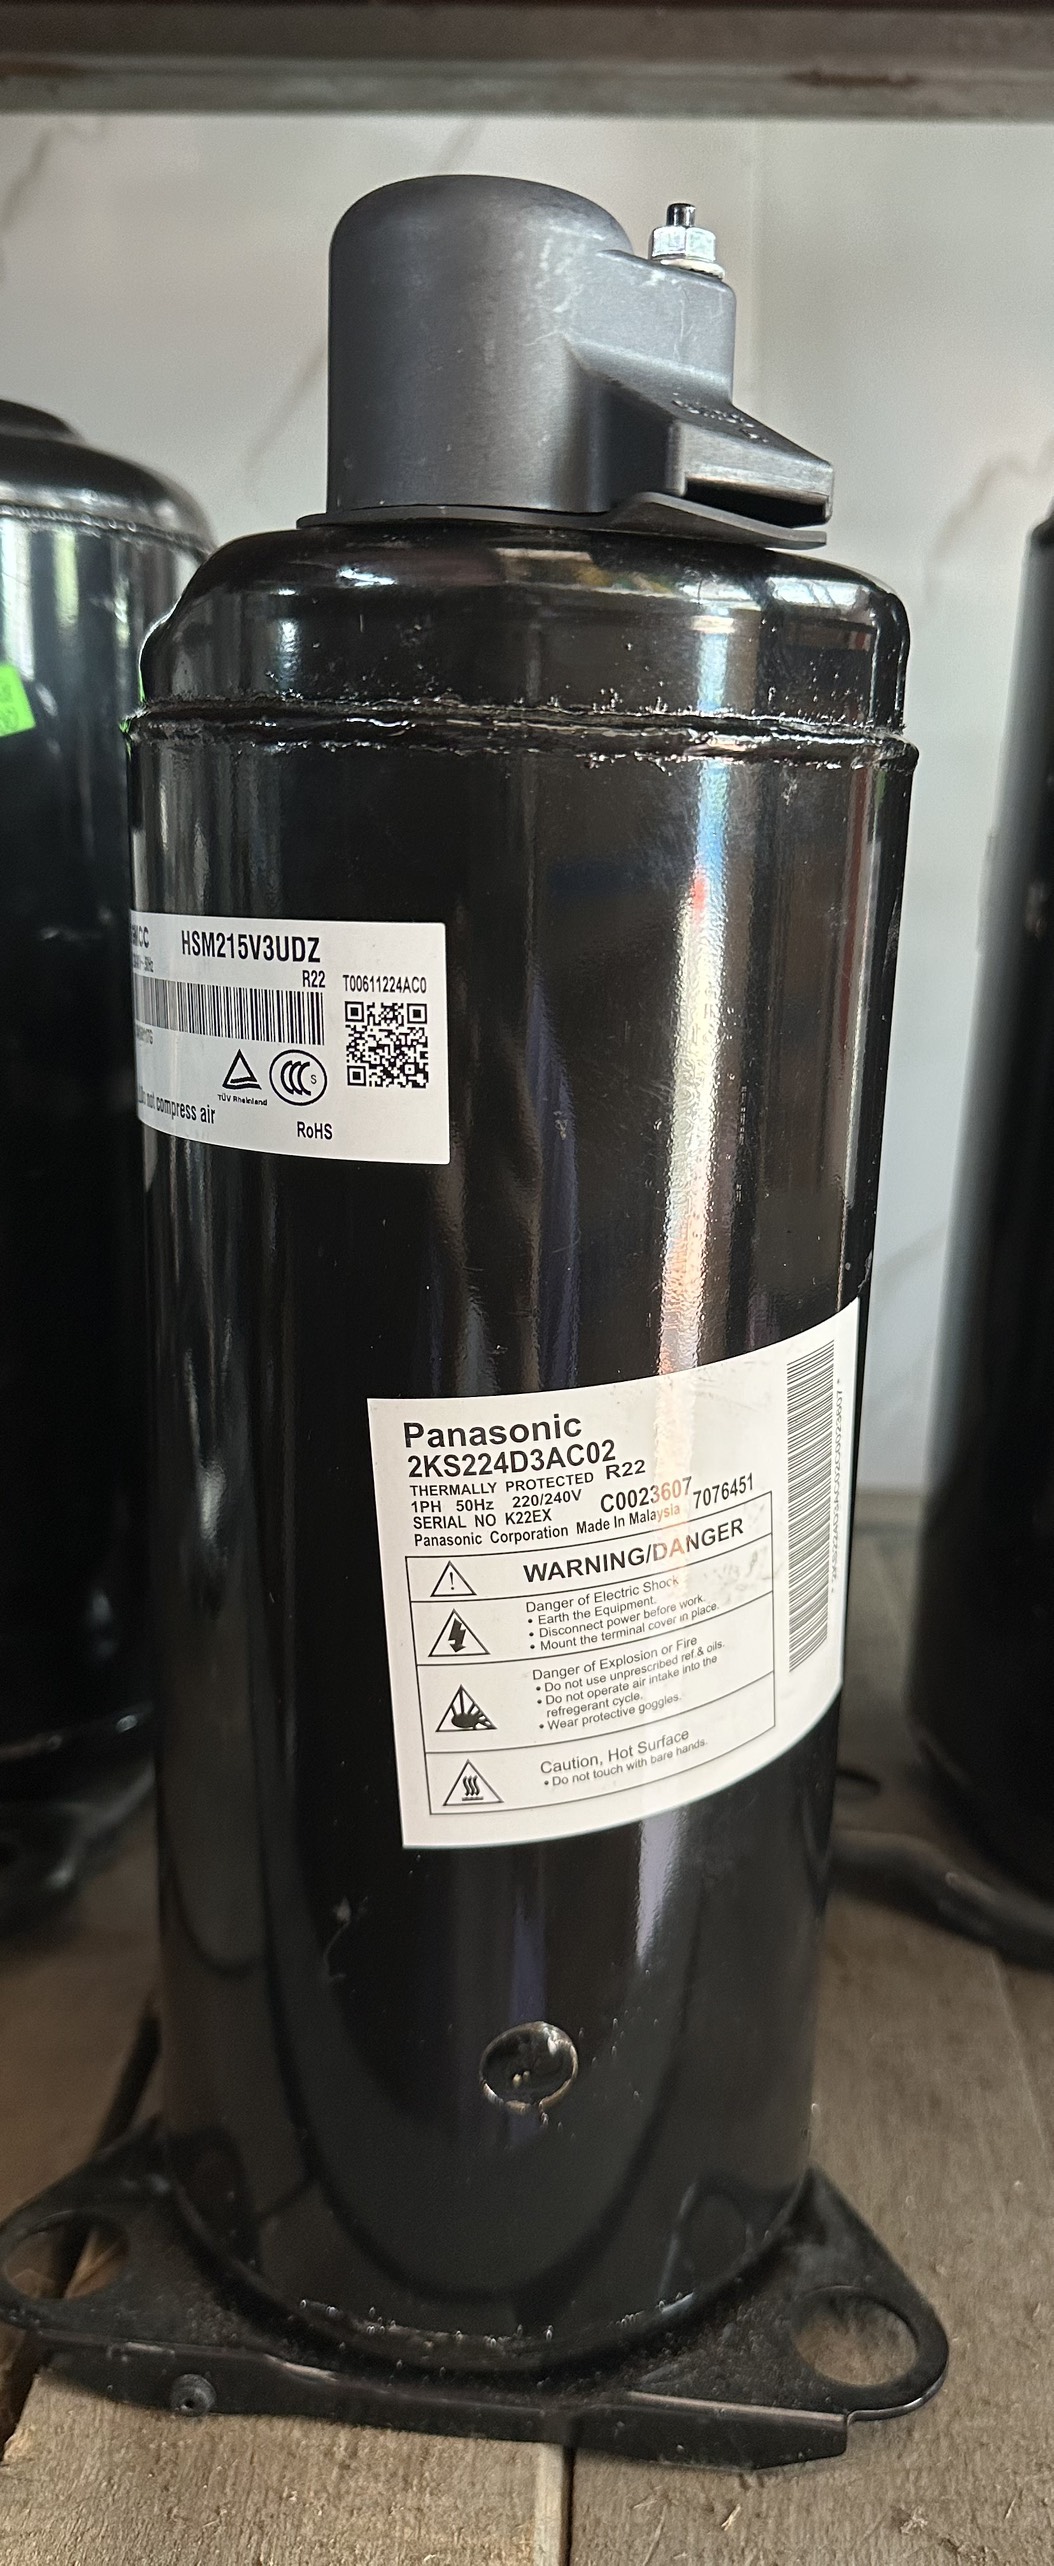 HSM215V3UDZ
R22
T00611224AC0
TÜV Rheinland
CCC S
not compress air
RoHS
Panasonic
2KS224D3AC02
THERMALLY PROTECTED R22
1PH 50Hz 220/240V
SERIAL NO K22EX C0023607 7076451
Panasonic Corporation Made In Malaysia
WARNING/DANGER
Danger of Electric Shock
• Earth the Equipment.
• Disconnect power before work.
• Mount the terminal cover in place.
Danger of Explosion or Fire
• Do not use unprescribed ref.& oils.
• Do not operate air intake into the
refregerant cycle.
• Wear protective goggles.
Caution, Hot Surface
• Do not touch with bare hands.